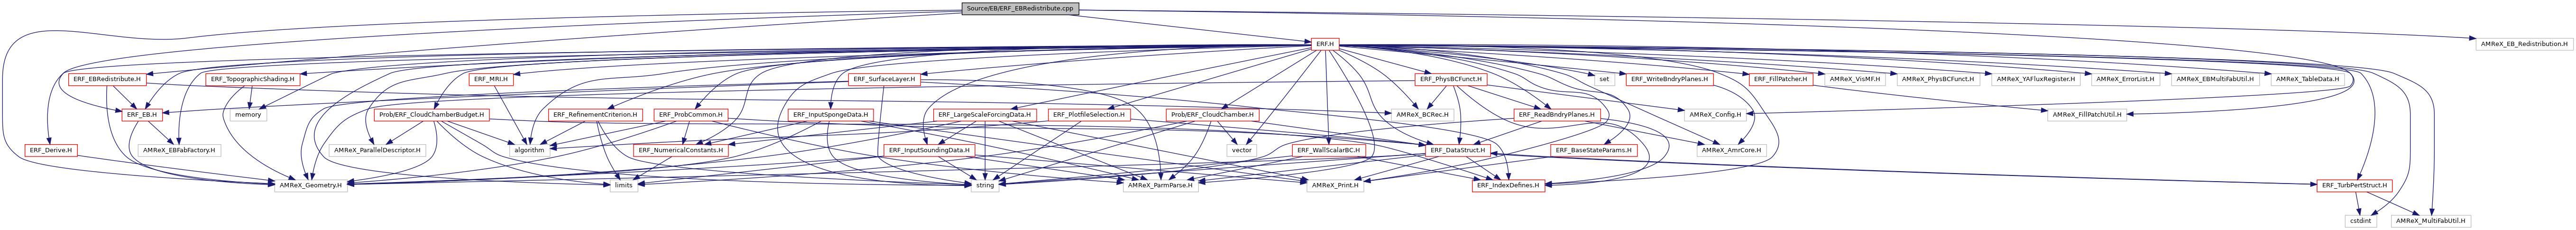 Source/EB/ERF_EBRedistribute.cpp
ERF.H
AMReX_EB_Redistribution.H
ERF_EBRedistribute.H
ERF_TopographicShading.H
ERF_MRI.H
ERF_SurfaceLayer.H
ERF_PhysBCFunct.H
set
ERF_WriteBndryPlanes.H
ERF_FillPatcher.H
AMReX_VisMF.H
AMReX_PhysBCFunct.H
AMReX_YAFluxRegister.H
AMReX_ErrorList.H
AMReX_EBMultiFabUtil.H
AMReX_TableData.H
ERF_EB.H
memory
Prob/ERF_CloudChamberBudget.H
ERF_RefinementCriterion.H
ERF_ProbCommon.H
ERF_InputSpongeData.H
ERF_LargeScaleForcingData.H
ERF_PlotfileSelection.H
Prob/ERF_CloudChamber.H
AMReX_BCRec.H
ERF_ReadBndryPlanes.H
AMReX_Config.H
AMReX_FillPatchUtil.H
ERF_Derive.H
AMReX_EBFabFactory.H
AMReX_ParallelDescriptor.H
algorithm
ERF_NumericalConstants.H
ERF_InputSoundingData.H
vector
ERF_WallScalarBC.H
ERF_DataStruct.H
ERF_BaseStateParams.H
AMReX_AmrCore.H
AMReX_Geometry.H
limits
string
AMReX_ParmParse.H
AMReX_Print.H
ERF_IndexDefines.H
ERF_TurbPertStruct.H
cstdint
AMReX_MultiFabUtil.H